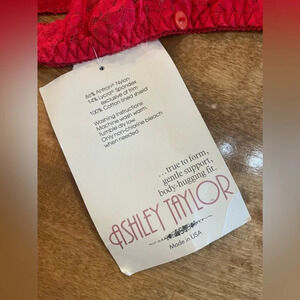 86% Antron® Nylon
14% Lycra® Spandex
exclusive of trim
100% Cotton lined shield
Washing Instructions
Machine wash warm.
Tumble dry low.
Only non-chlorine bleach
when needed.
...true to form,
gentle support,
body-hugging fit.
ASHLEY TAYLOR
Made in USA